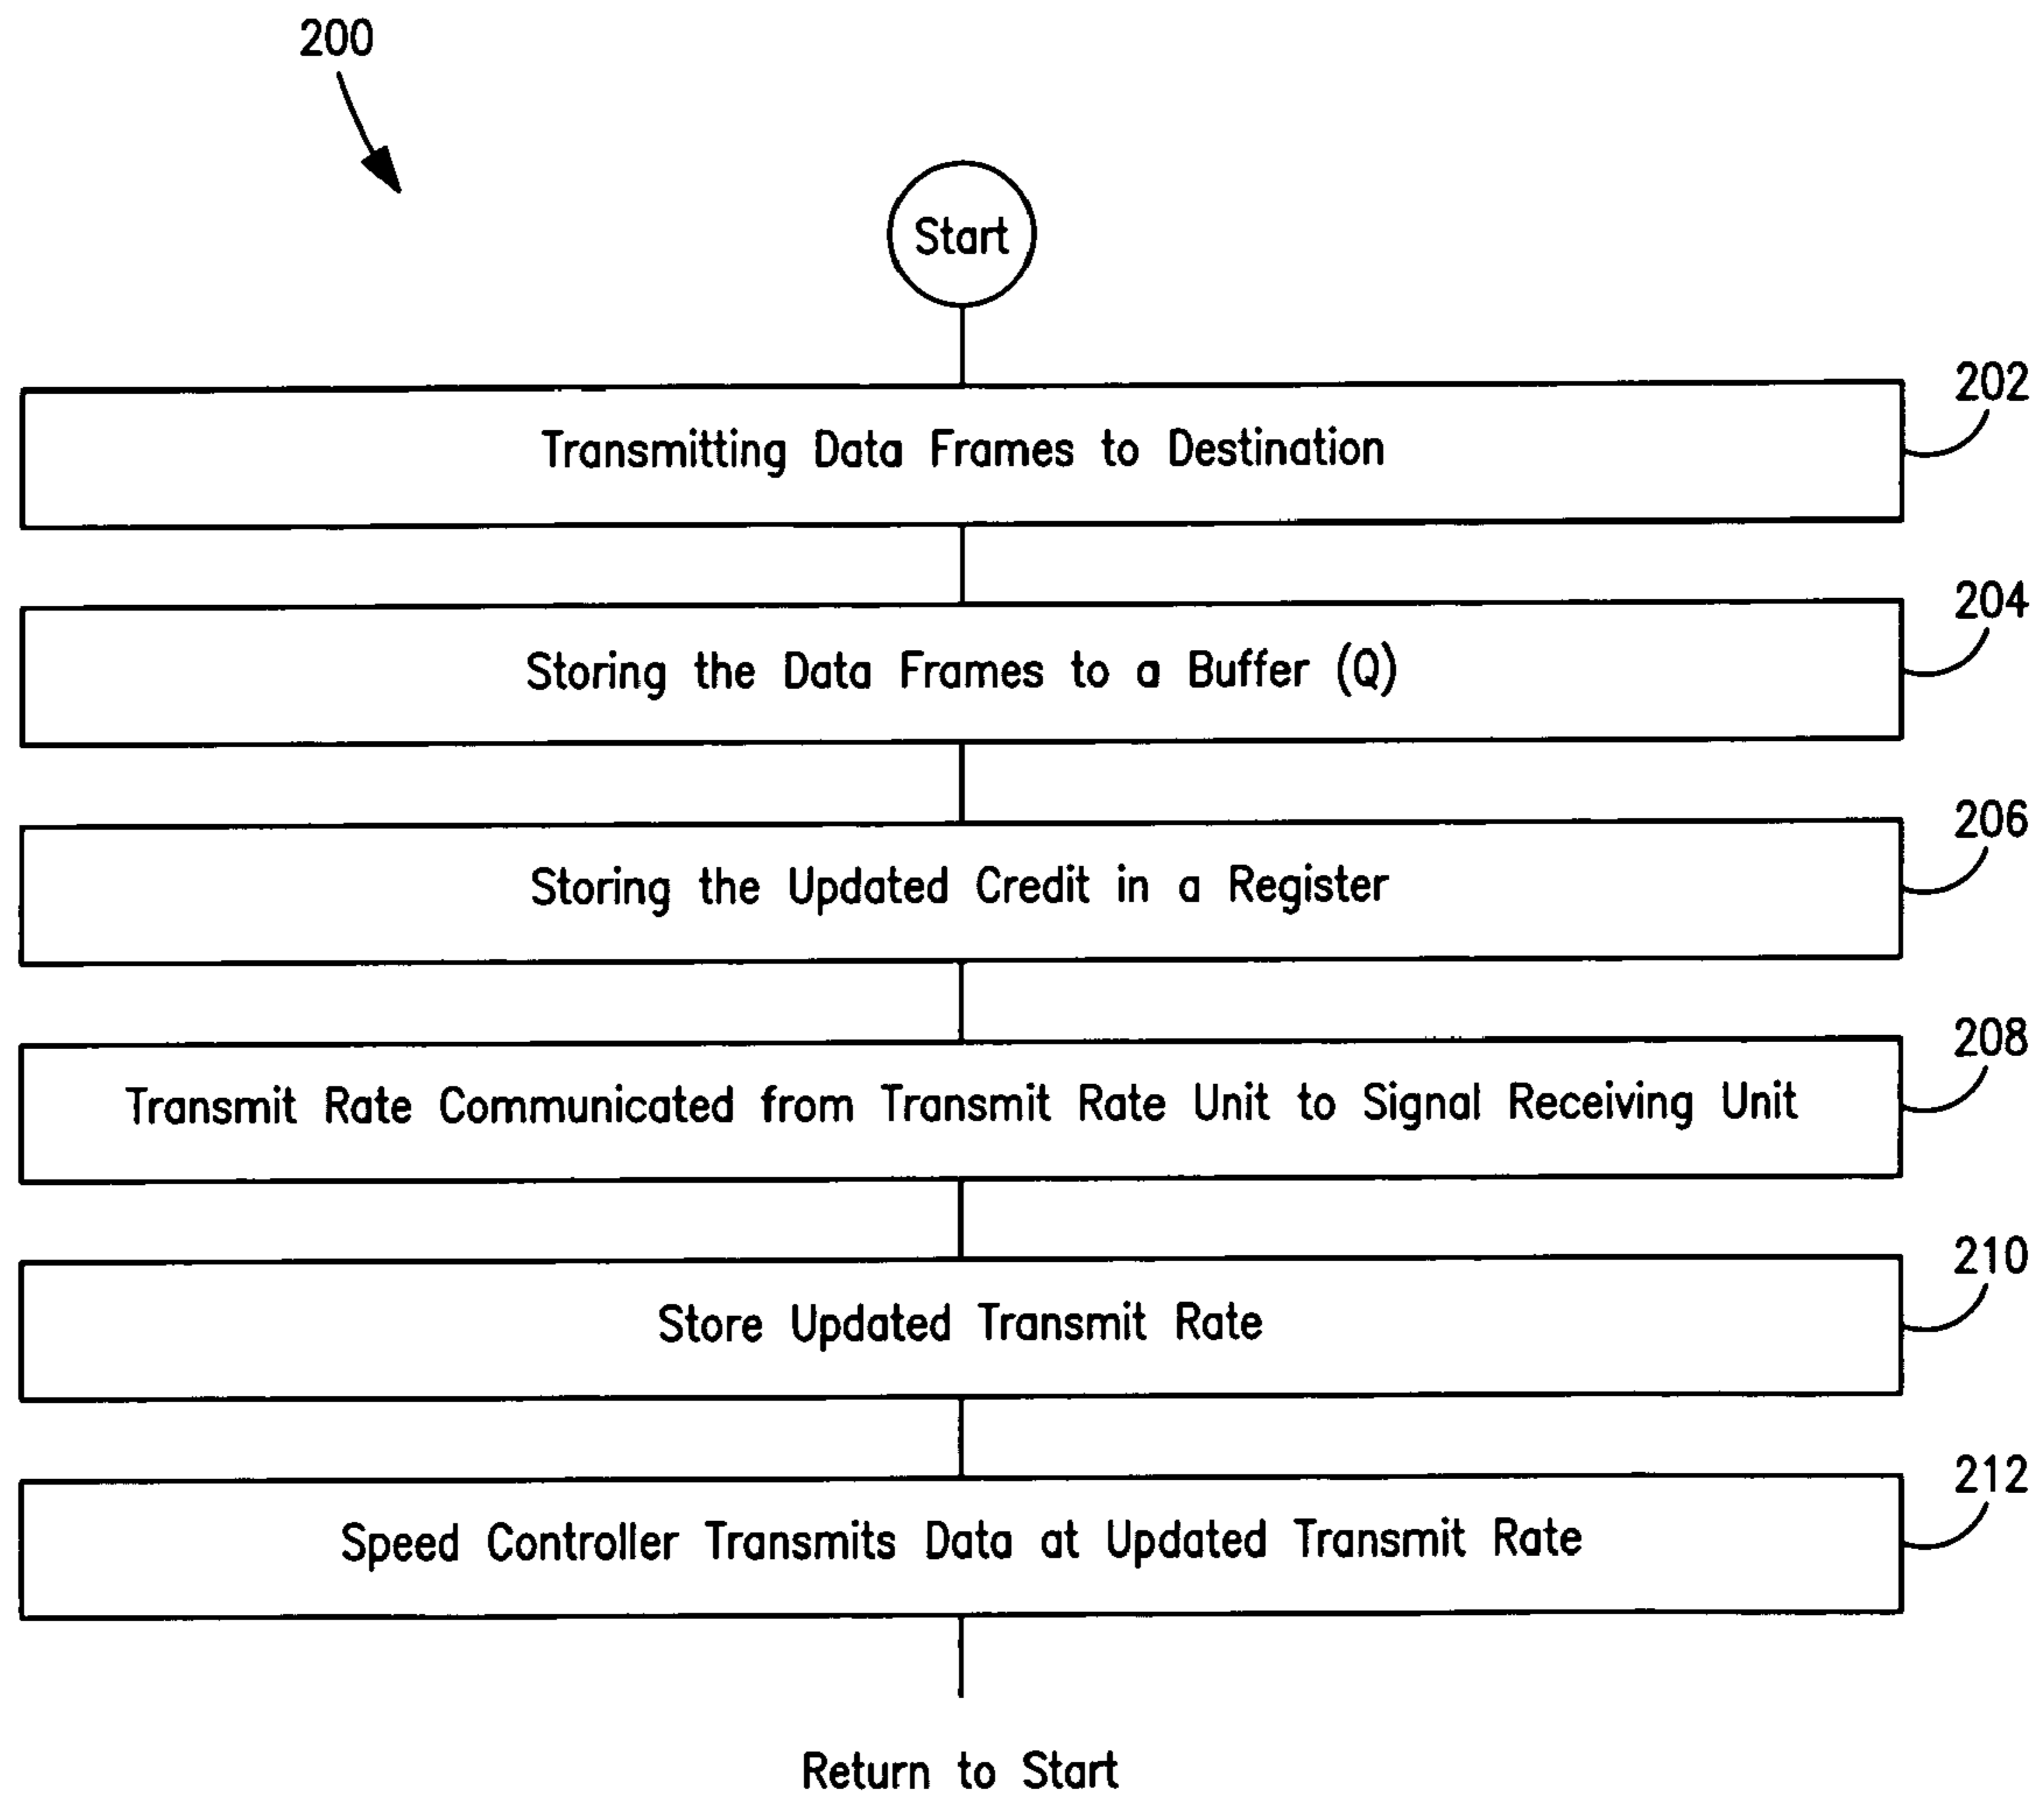 200
Start
202
Transmitting Data Frames to Destination
204
Storing the Data Frames to a Buffer (Q)
206
Storing the Updated Credit in a Register
208
Transmit Rate Communicated from Transmit Rate Unit to Signal Receiving Unit
210
Store Updated Transmit Rate
212
Speed Controller Transmits Data at Updated Transmit Rate
Return to Start